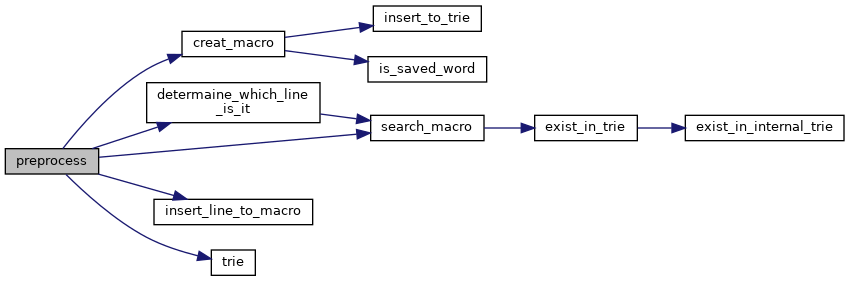 insert_to_trie
creat_macro
is_saved_word
determaine_which_line
_is_it
search_macro
exist_in_trie
exist_in_internal_trie
preprocess
insert_line_to_macro
trie